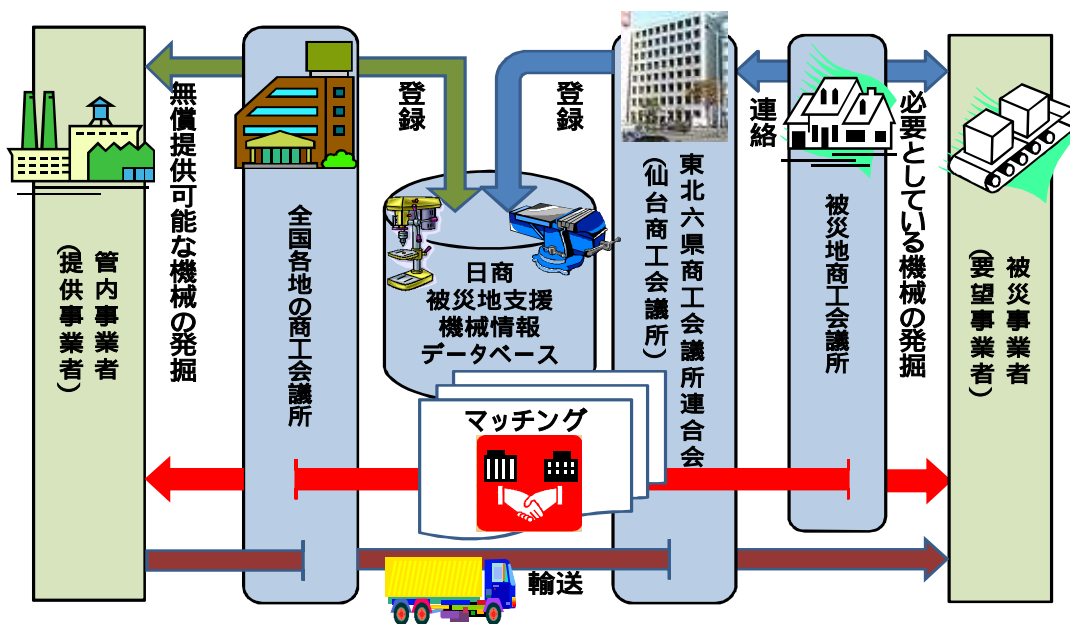 管内事業者
(提供事業者)
無償提供可能な機械の発掘
全国各地の商工会議所
登録
登録
日商
被災地支援
機械情報
データベース
マッチング
東北六県商工会議所連合会
(仙台商工会議所)
連絡
被災地商工会議所
必要としている機械の発掘
被災事業者
(要望事業者)
輸送